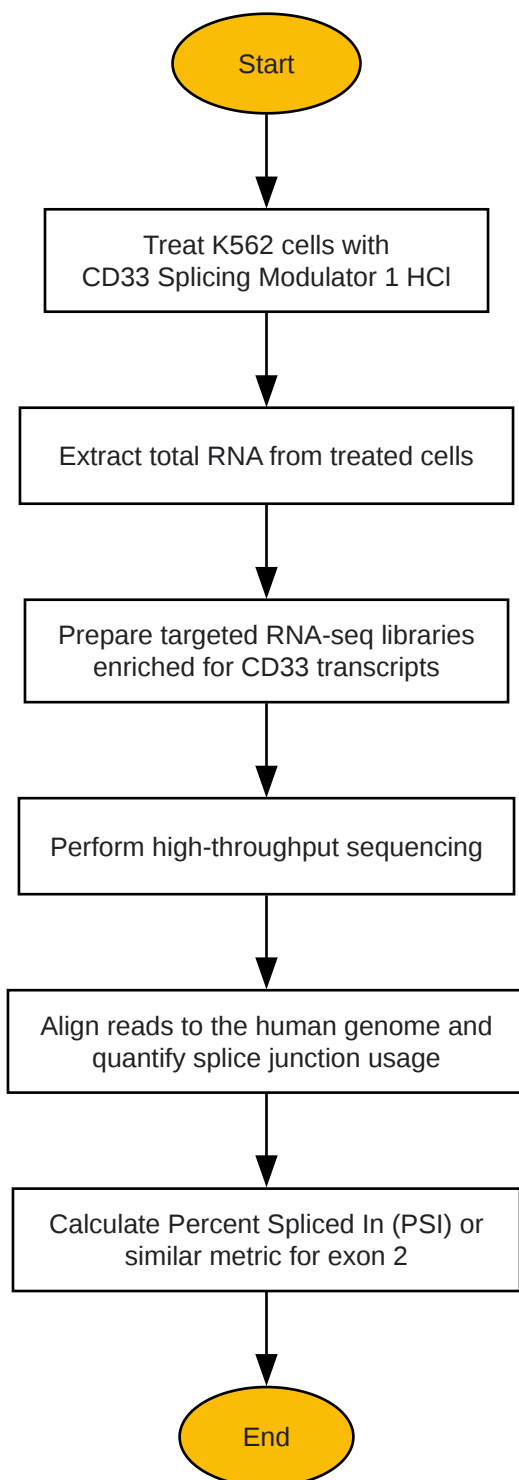 Start
Treat K562 cells with
CD33 Splicing Modulator 1 HCl
Extract total RNA from treated cells
Prepare targeted RNA-seq libraries
enriched for CD33 transcripts
Perform high-throughput sequencing
Align reads to the human genome and
quantify splice junction usage
Calculate Percent Spliced In (PSI) or
similar metric for exon 2
End